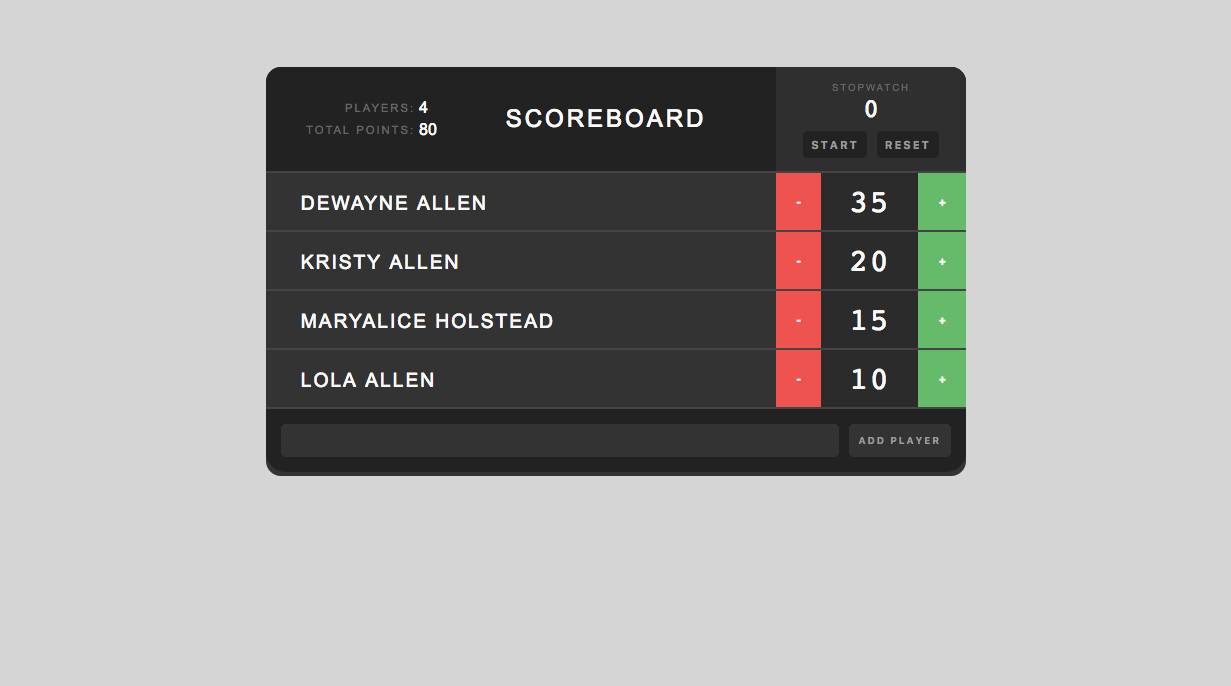 PLAYERS: 4
TOTAL POINTS: 80
SCOREBOARD
STOPWATCH
0
START RESET
DEWAYNE ALLEN - 35 +
KRISTY ALLEN - 20 +
MARYALICE HOLSTEAD - 15 +
LOLA ALLEN - 10 +
ADD PLAYER